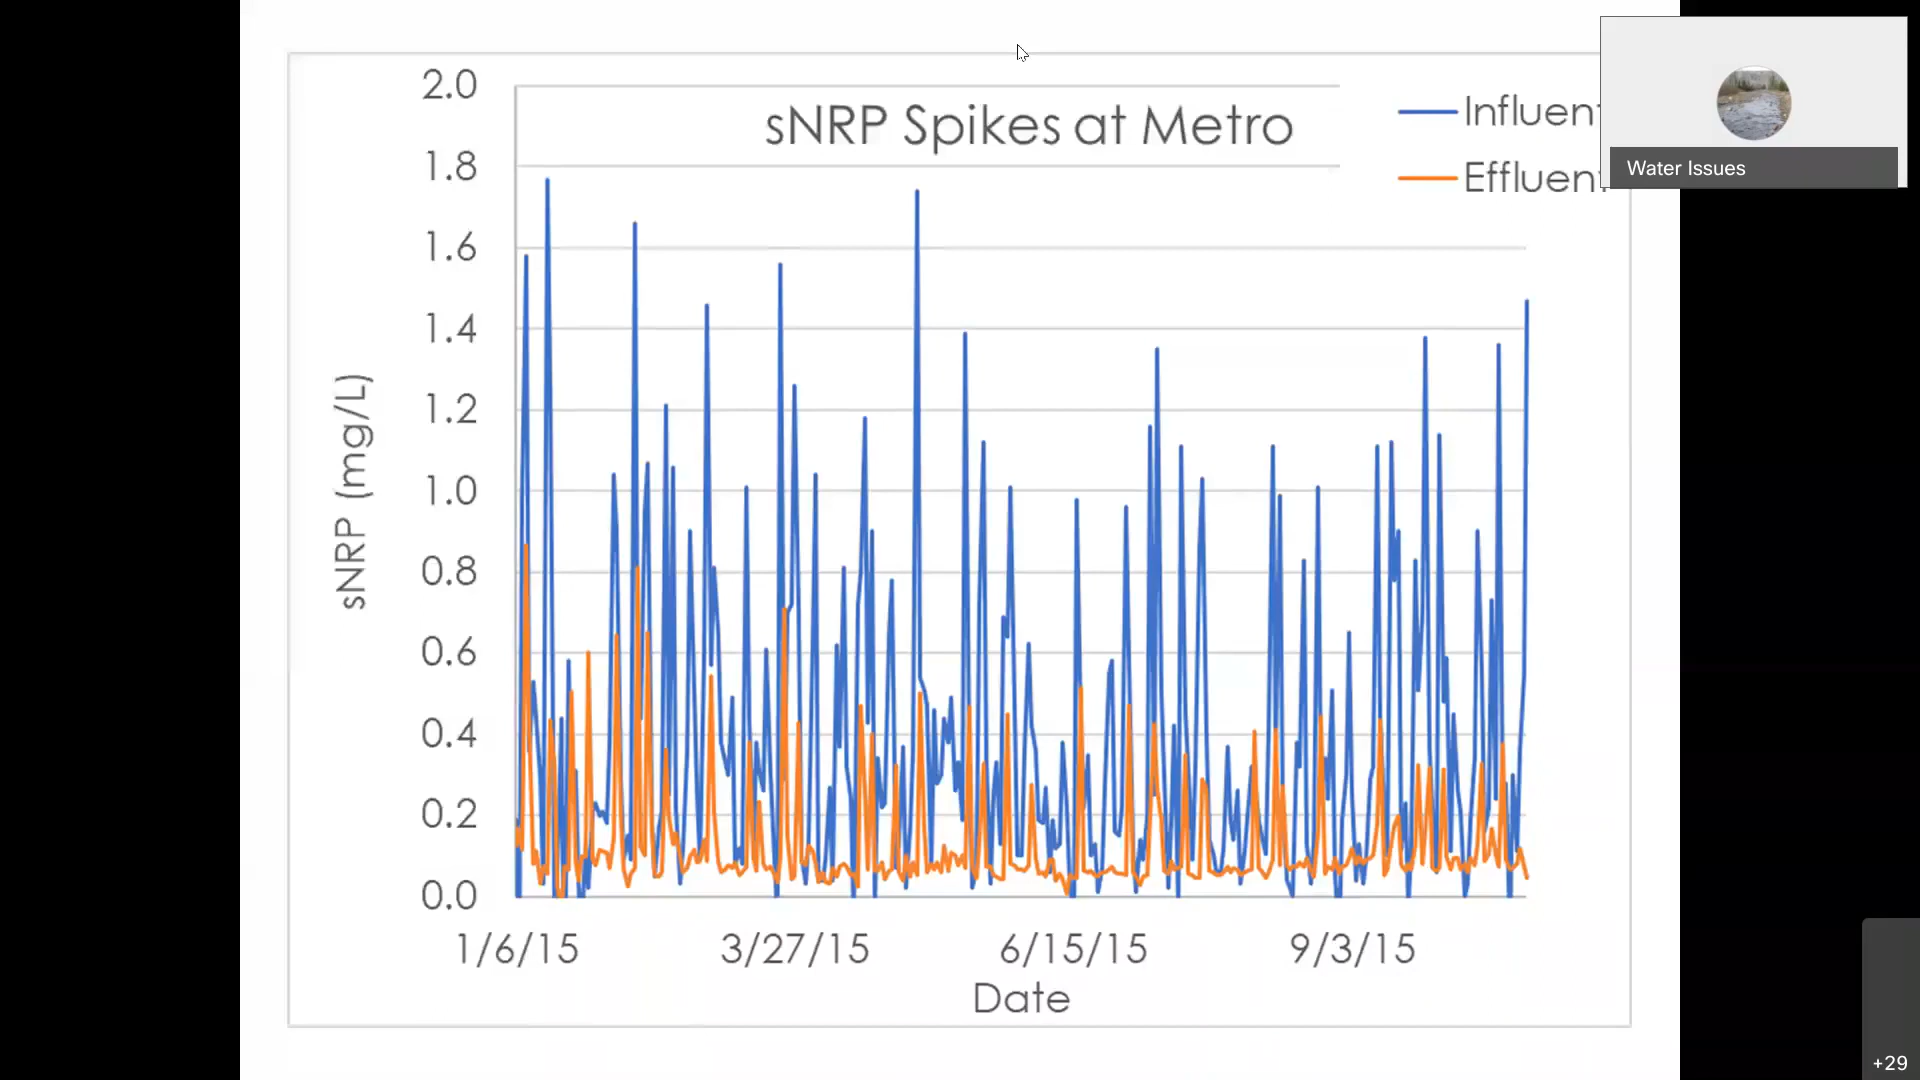 sNRP Spikes at Metro
Influent
Effluent
Water Issues
2.0
1.8
1.6
1.4
1.2
1.0
0.8
0.6
0.4
0.2
0.0
sNRP (mg/L)
1/6/15
3/27/15
6/15/15
9/3/15
Date
+29